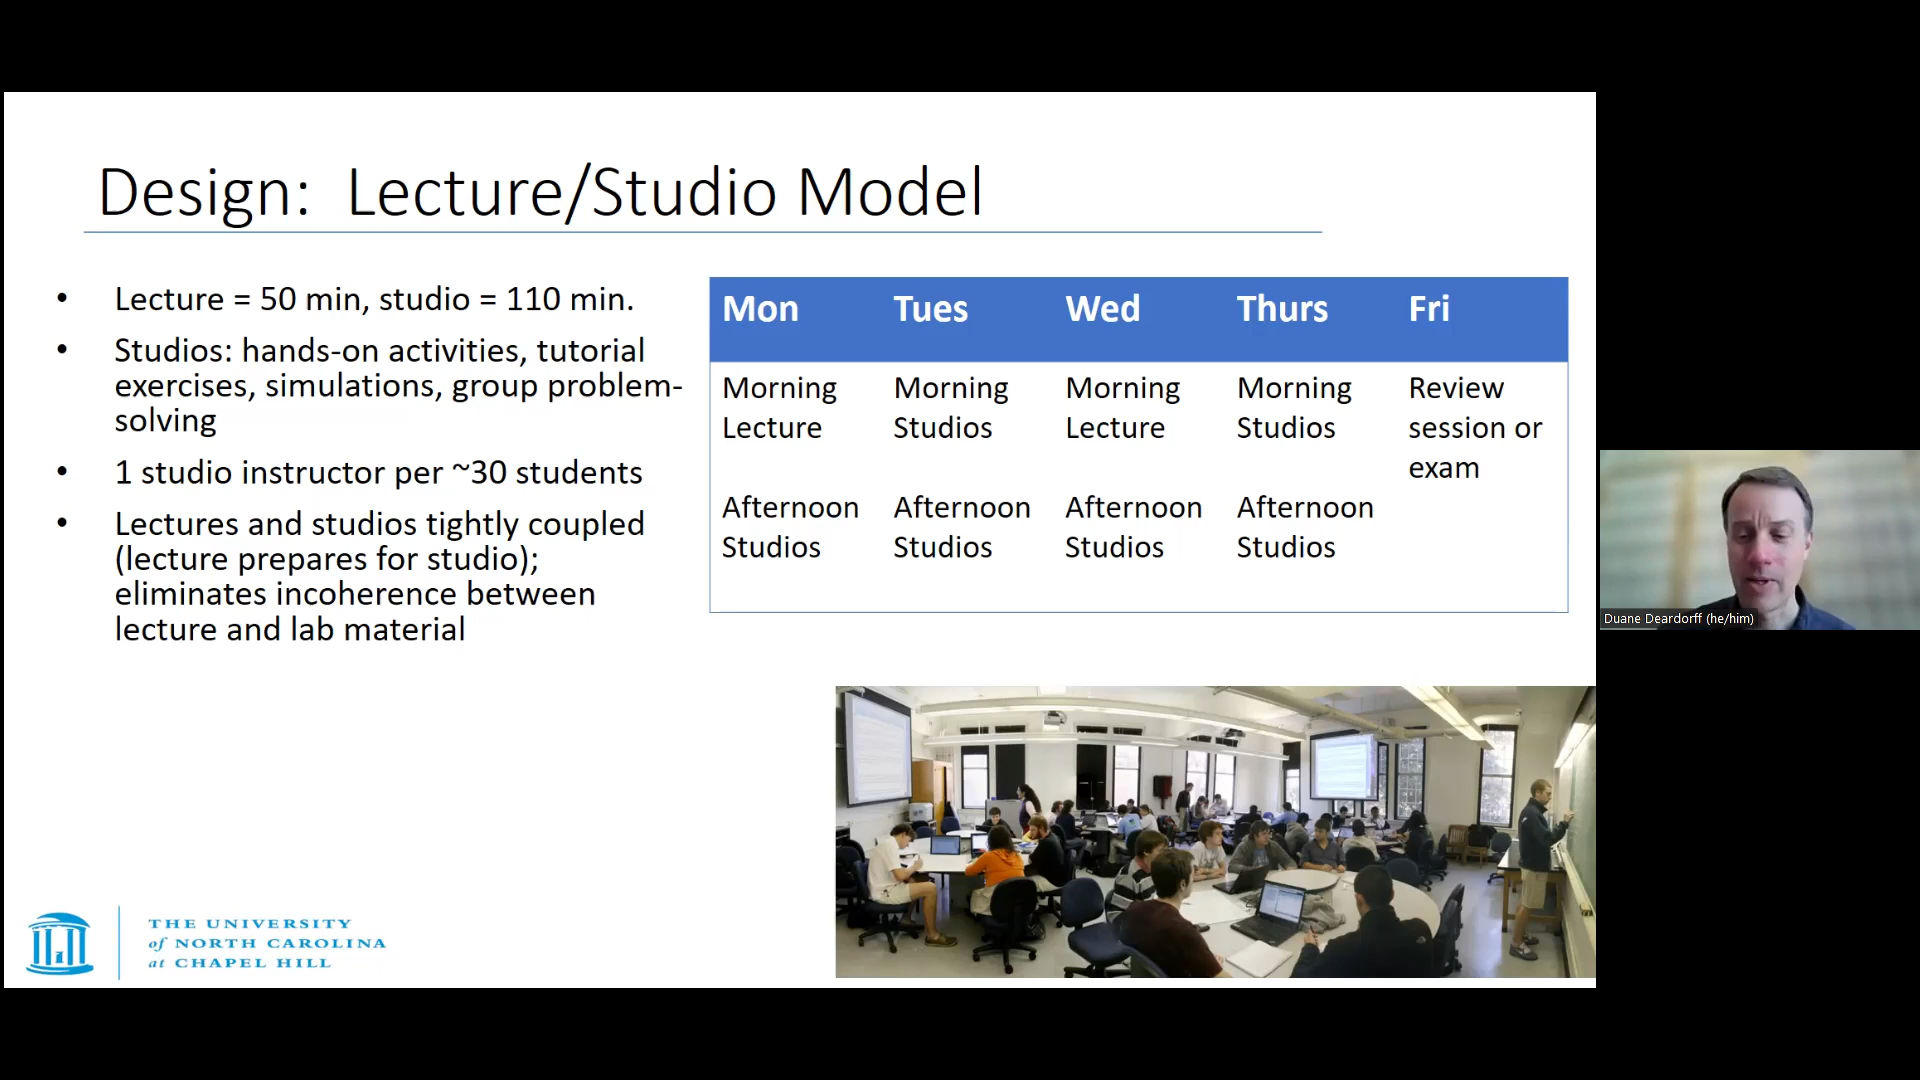 Design:  Lecture/Studio Model
• Lecture = 50 min, studio = 110 min.
• Studios: hands-on activities, tutorial
exercises, simulations, group problem-
solving
• 1 studio instructor per ~30 students
• Lectures and studios tightly coupled
(lecture prepares for studio);
eliminates incoherence between
lecture and lab material
Mon Tues Wed Thurs Fri
Morning Morning Morning Morning Review
Lecture Studios Lecture Studios session or
exam
Afternoon Afternoon Afternoon Afternoon
Studios Studios Studios Studios
Duane Deardorff (he/him)
THE UNIVERSITY
of NORTH CAROLINA
at CHAPEL HILL